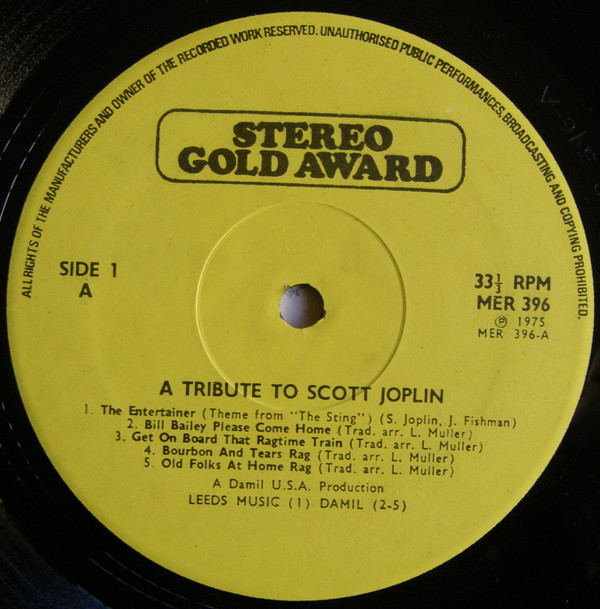 ALL RIGHTS OF THE MANUFACTURERS AND OWNER OF THE RECORDED WORK RESERVED. UNAUTHORISED PUBLIC PERFORMANCES, BROADCASTING AND COPYING PROHIBITED.
STEREO
GOLD AWARD
SIDE 1
A
33⅓ RPM
MER 396
Ⓟ 1975
MER 396-A
A TRIBUTE TO SCOTT JOPLIN
1. The Entertainer (Theme from "The Sting") (S. Joplin, J. Fishman)
2. Bill Bailey Please Come Home (Trad. arr. L. Muller)
3. Get On Board That Ragtime Train (Trad. arr. L. Muller)
4. Bourbon And Tears Rag (Trad. arr. L. Muller)
5. Old Folks At Home Rag (Trad. arr. L. Muller)
A Damil U.S.A. Production
LEEDS MUSIC (1) DAMIL (2-5)